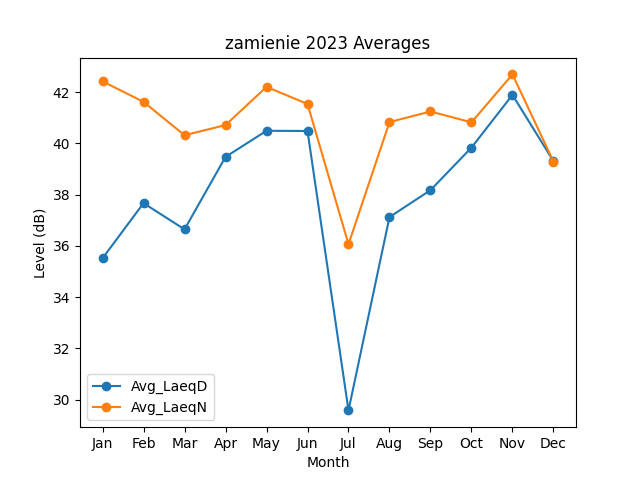 zamienie 2023 Averages
Level (dB)
42
40
38
36
34
32
30
Avg_LaeqD
Avg_LaeqN
Jan Feb Mar Apr May Jun Jul Aug Sep Oct Nov Dec
Month